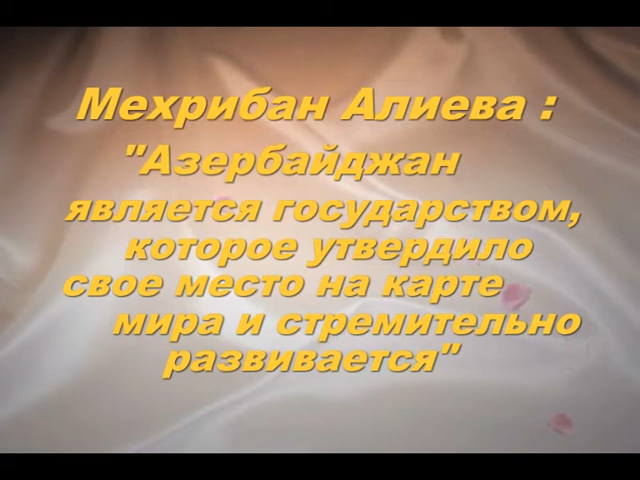 Мехрибан Алиева :
"Азербайджан
является государством,
которое утвердило
свое место на карте
мира и стремительно
развивается"